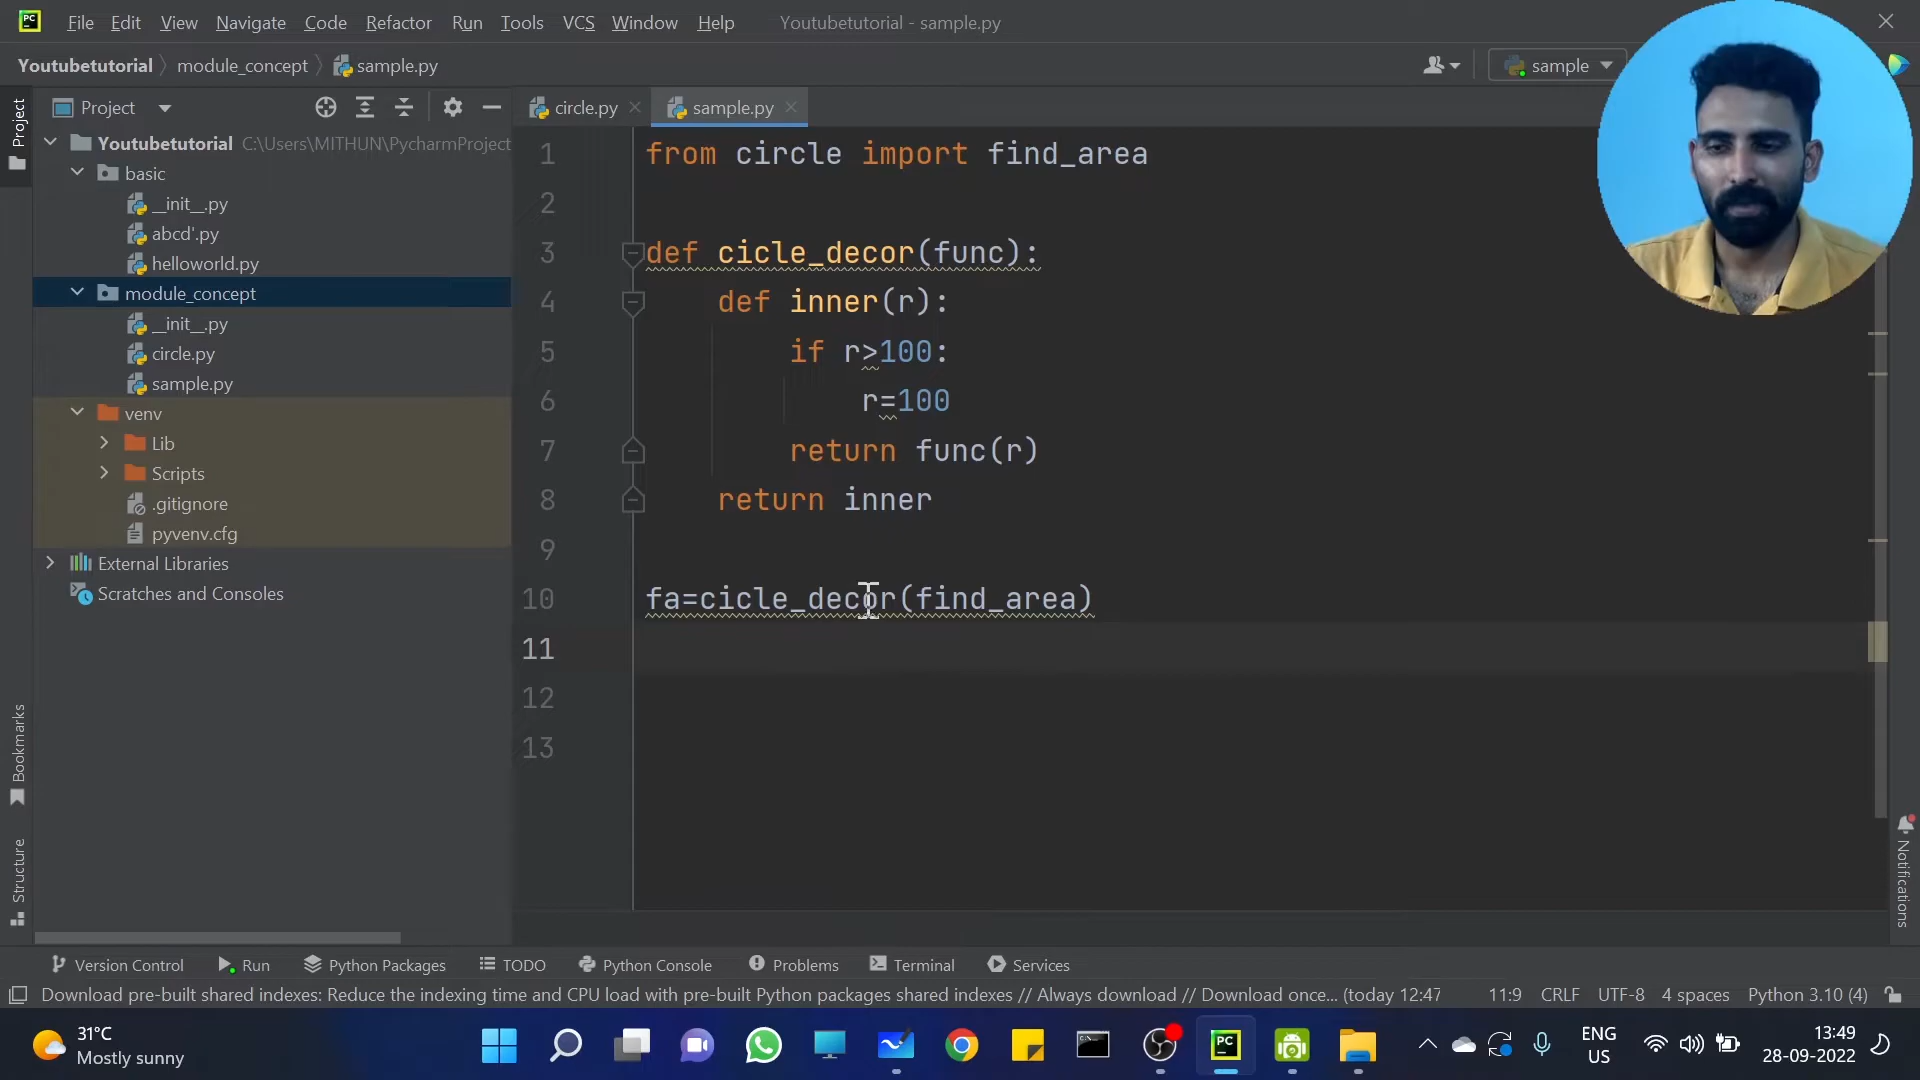 PC File Edit View Navigate Code Refactor Run Tools VCS Window Help Youtubetutorial - sample.py
Youtubetutorial module_concept sample.py sample
Project
Project
circle.py sample.py
Youtubetutorial C:\Users\MITHUN\PycharmProject
basic
__init__.py
abcd'.py
helloworld.py
module_concept
__init__.py
circle.py
sample.py
venv
Lib
Scripts
.gitignore
pyvenv.cfg
External Libraries
Scratches and Consoles
1 from circle import find_area
2
3 def cicle_decor(func):
4 def inner(r):
5 if r>100:
6 r=100
7 return func(r)
8 return inner
9
10 fa=cicle_decor(find_area)
11
12
13
Bookmarks
Structure
Notifications
Version Control Run Python Packages TODO Python Console Problems Terminal Services
Download pre-built shared indexes: Reduce the indexing time and CPU load with pre-built Python packages shared indexes // Always download // Download once... (today 12:47 11:9 CRLF UTF-8 4 spaces Python 3.10 (4)
31°C
Mostly sunny
PC
ENG
US
13:49
28-09-2022